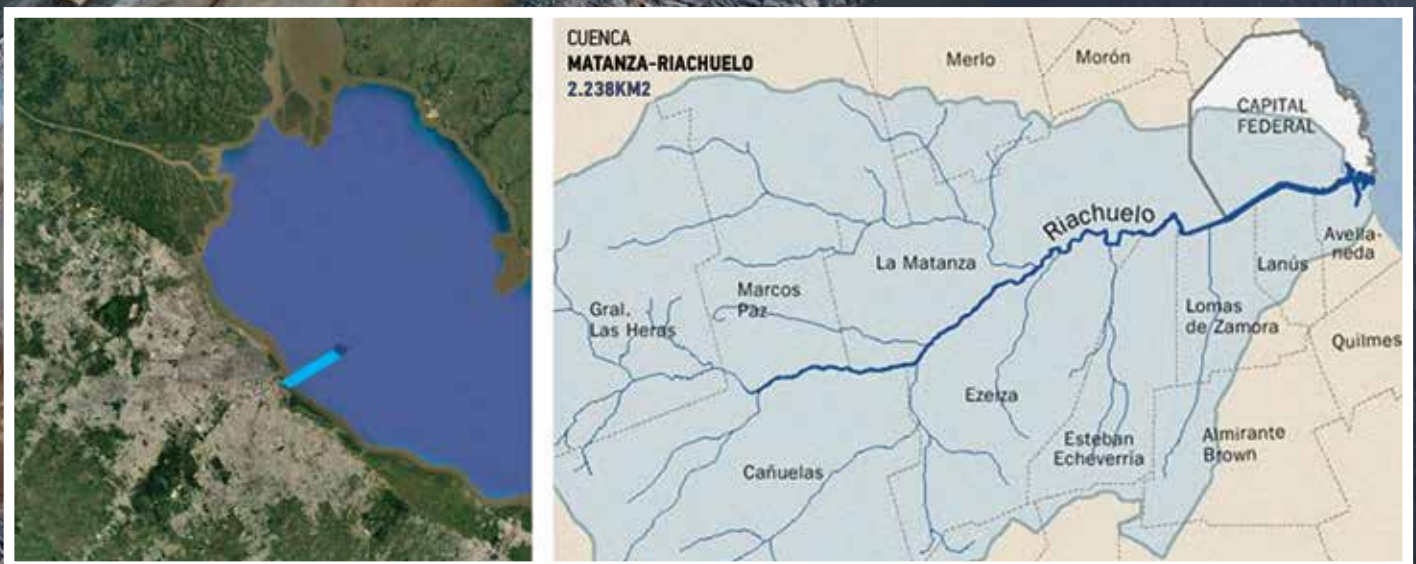 CUENCA
MATANZA-RIACHUELO
2.238KM2
Merlo
Morón
CAPITAL
FEDERAL
Riachuelo
La Matanza
Avella-
neda
Lanús
Marcos
Paz
Gral.
Las Heras
Lomas
de Zamora
Quilmes
Ezeiza
Esteban
Echeverria
Almirante
Brown
Cañuelas